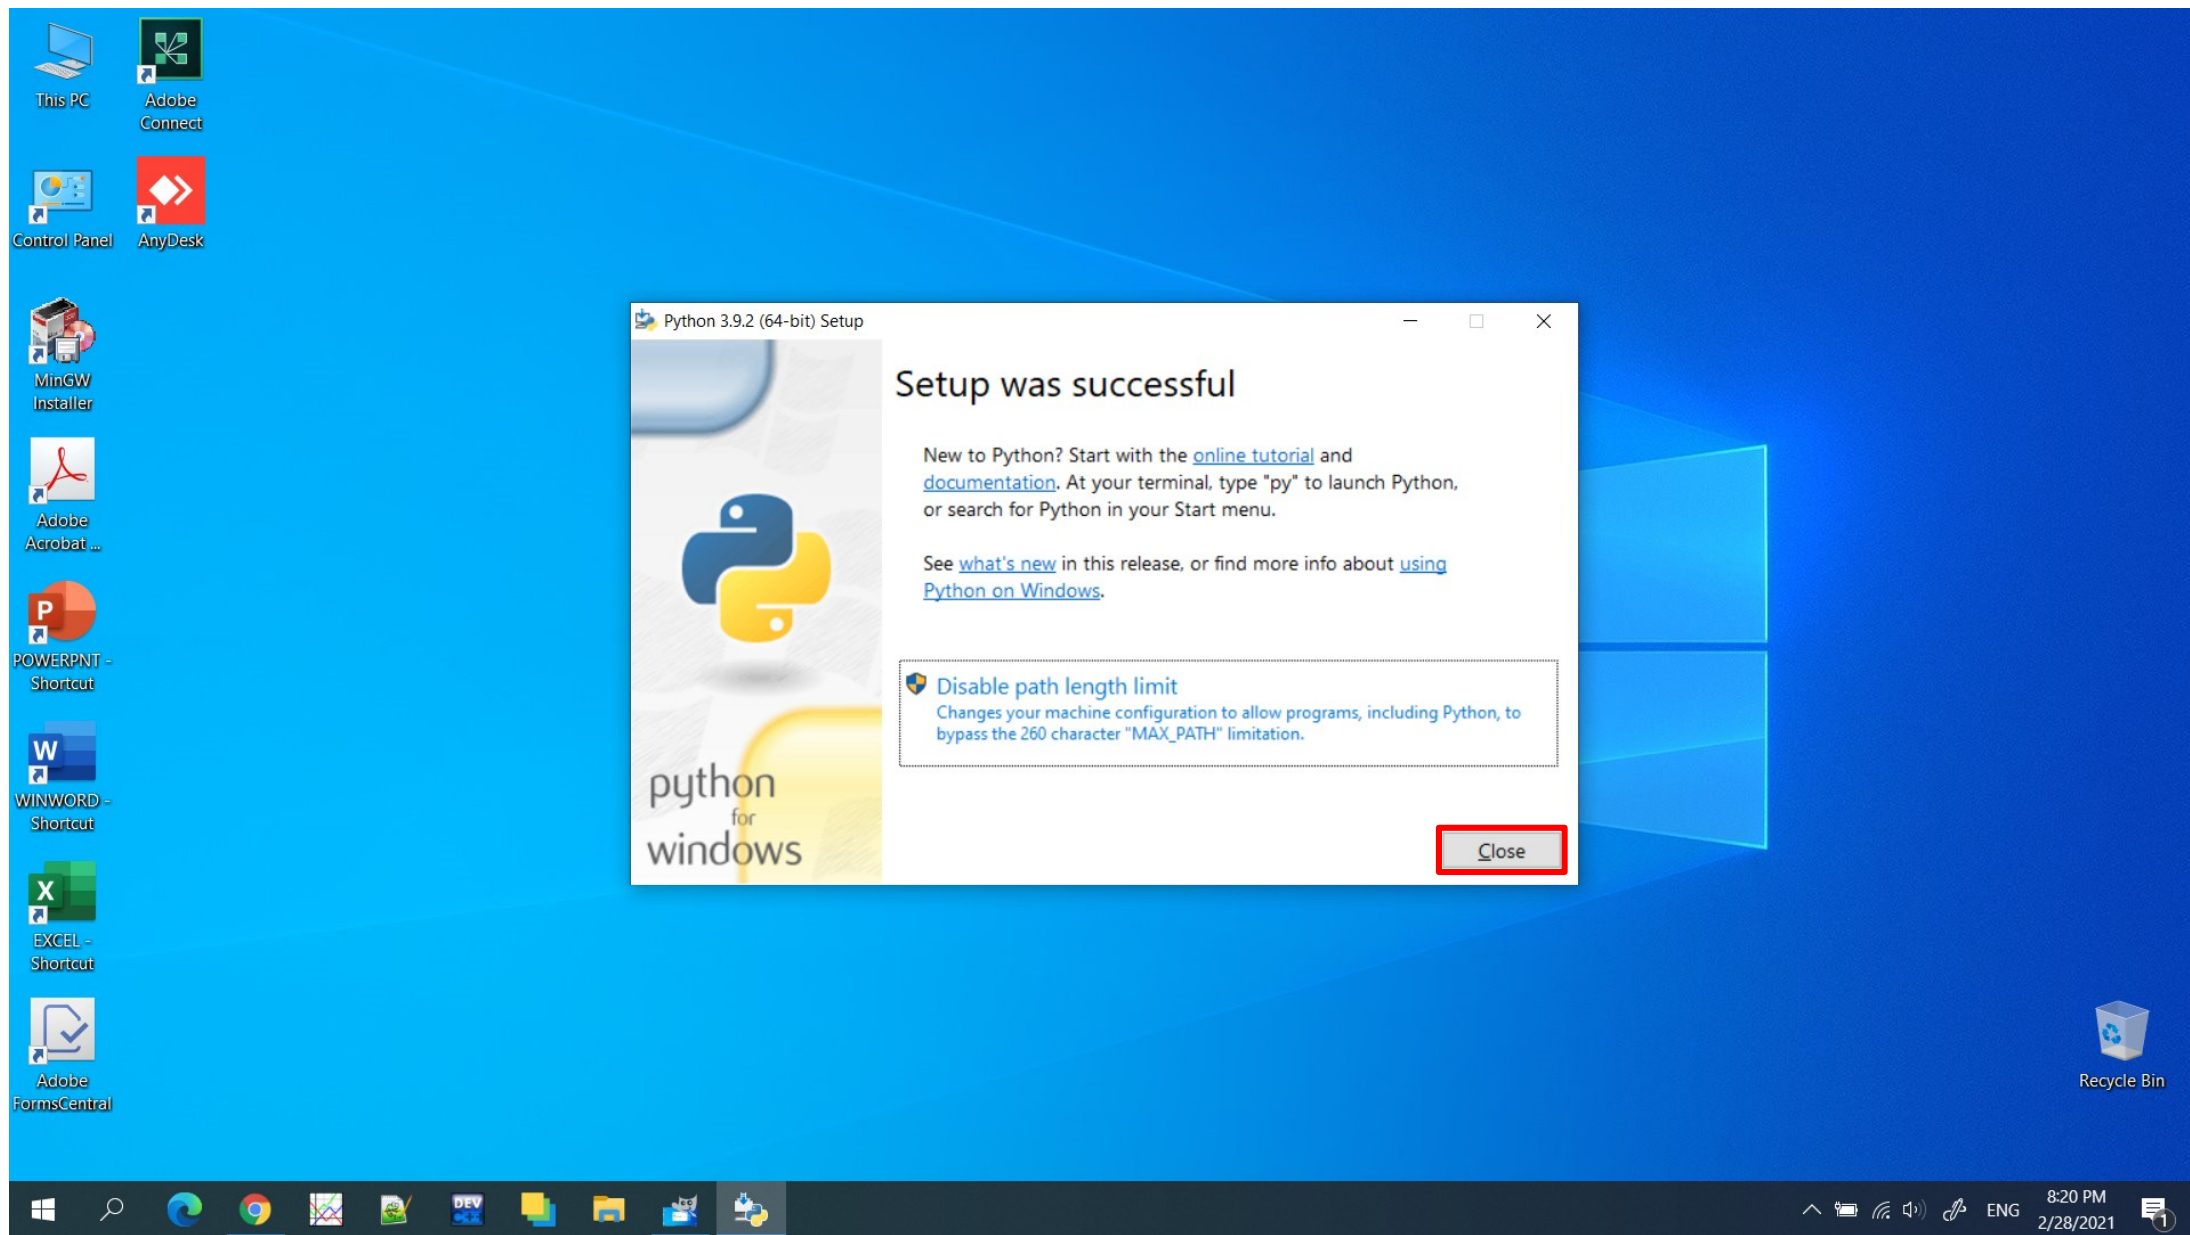 This PC
Adobe
Connect
Control Panel
AnyDesk
MinGW
Installer
Adobe
Acrobat ...
POWERPNT -
Shortcut
WINWORD -
Shortcut
EXCEL -
Shortcut
Adobe
FormsCentral
Python 3.9.2 (64-bit) Setup
Setup was successful
New to Python? Start with the online tutorial and
documentation. At your terminal, type "py" to launch Python,
or search for Python in your Start menu.
See what's new in this release, or find more info about using
Python on Windows.
Disable path length limit
Changes your machine configuration to allow programs, including Python, to
bypass the 260 character "MAX_PATH" limitation.
python
for
windows
Close
Recycle Bin
P
W
X
DEV
C++
ENG
8:20 PM
2/28/2021
1